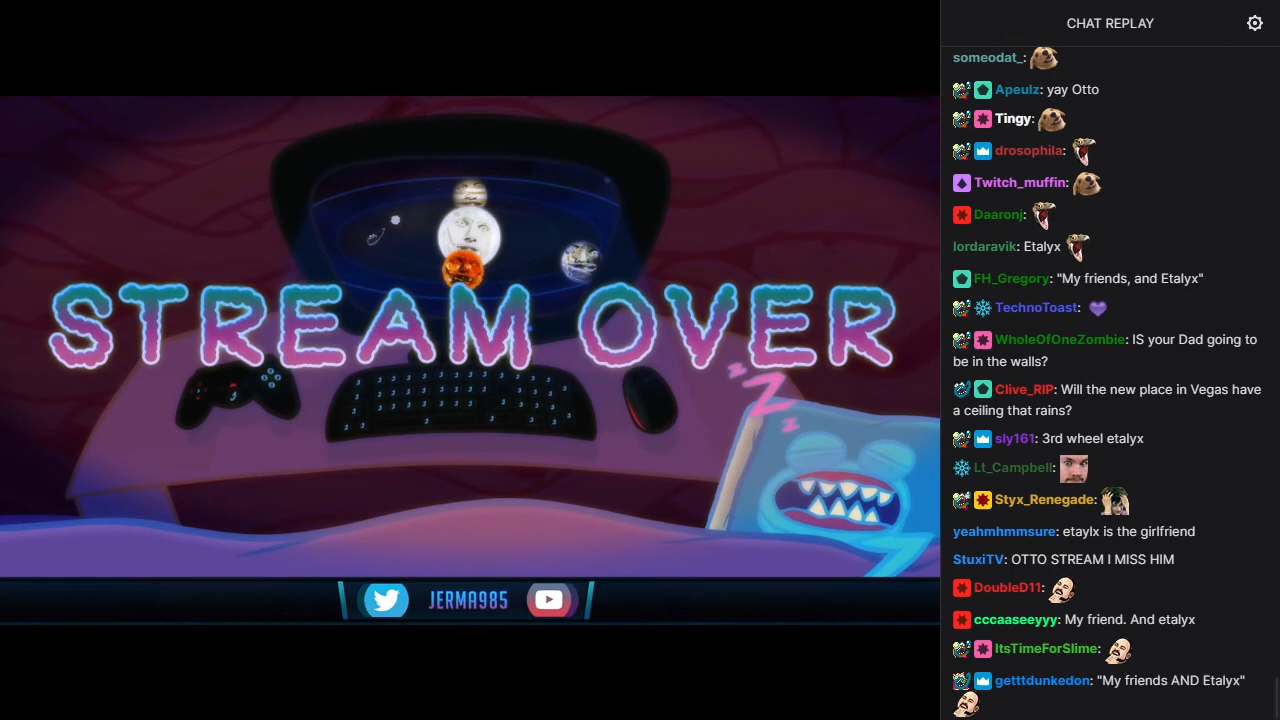 CHAT REPLAY
someodat_:
Apeulz: yay Otto
Tingy:
drosophila:
Twitch_muffin:
Daaronj:
lordaravik: Etalyx
FH_Gregory: "My friends, and Etalyx"
TechnoToast:
WholeOfOneZombie: IS your Dad going to
be in the walls?
Clive_RIP: Will the new place in Vegas have
a ceiling that rains?
sly161: 3rd wheel etalyx
Lt_Campbell:
Styx_Renegade:
yeahmhmmsure: etaylx is the girlfriend
StuxiTV: OTTO STREAM I MISS HIM
DoubleD11:
cccaaseeyyy: My friend. And etalyx
ItsTimeForSlime:
getttdunkedon: "My friends AND Etalyx"
STREAM OVER
z
Z
z
JERMA985